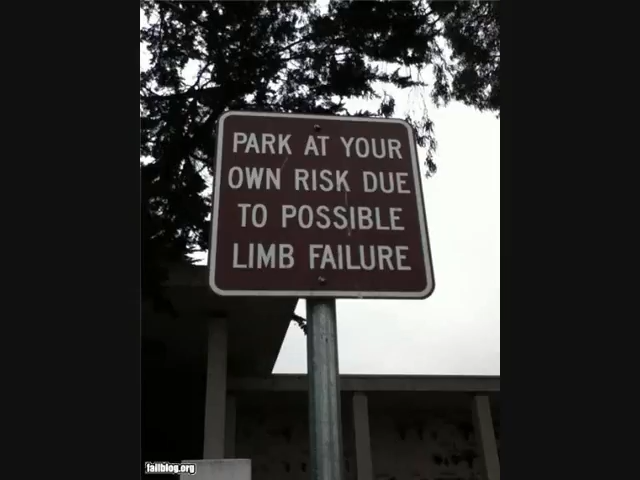 PARK AT YOUR
OWN RISK DUE
TO POSSIBLE
LIMB FAILURE
failblog.org